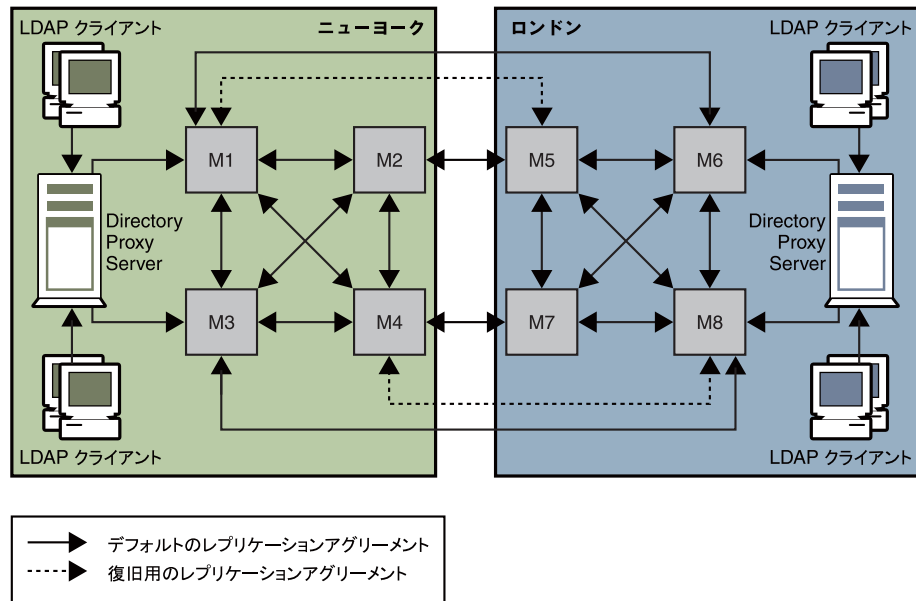 ニューヨーク
LDAP クライアント
M1
M2
Directory
Proxy
Server
M3
M4
LDAP クライアント
ロンドン
LDAP クライアント
M5
M6
Directory
Proxy
Server
M7
M8
LDAP クライアント
デフォルトのレプリケーションアグリーメント
復旧用のレプリケーションアグリーメント